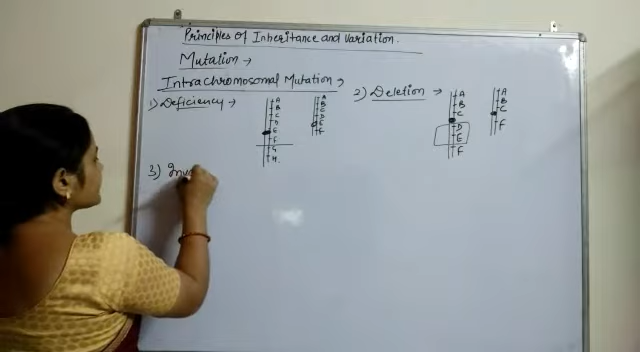 Principles of Inheritance and Variation.
Mutation →
Intrachromosomal Mutation →
1) Deficiency →
A
B
C
D
E
F
G
H.
A
B
C
D
E
F
2) Deletion →
A
B
C
D
E
F
A
B
C
F
3) Inv